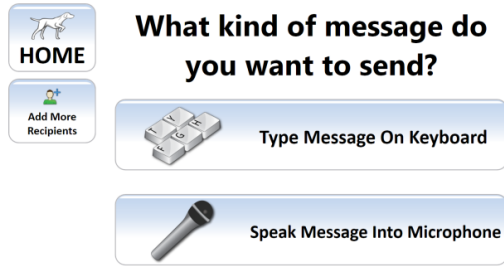 HOME
Add More
Recipients
What kind of message do
you want to send?
T Y
F G H
Type Message On Keyboard
Speak Message Into Microphone